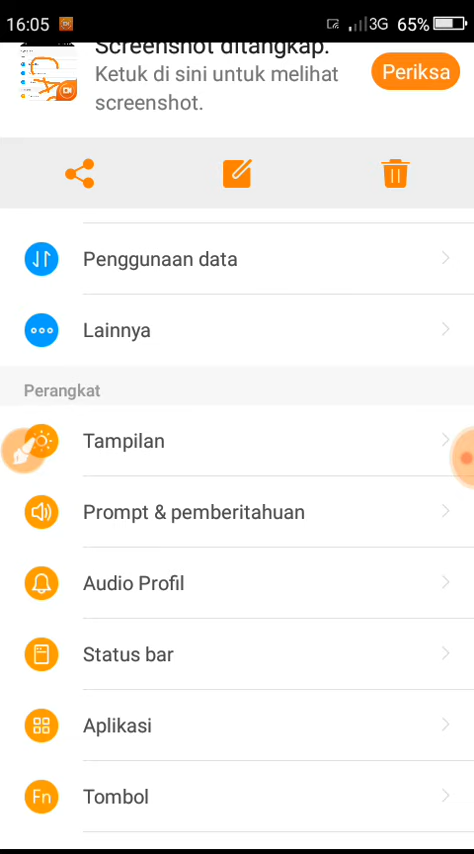 16:05 3G 65%
Screenshot ditangkap.
Ketuk di sini untuk melihat
screenshot.
Periksa
Penggunaan data
Lainnya
Perangkat
Tampilan
Prompt & pemberitahuan
Audio Profil
Status bar
Aplikasi
Fn Tombol